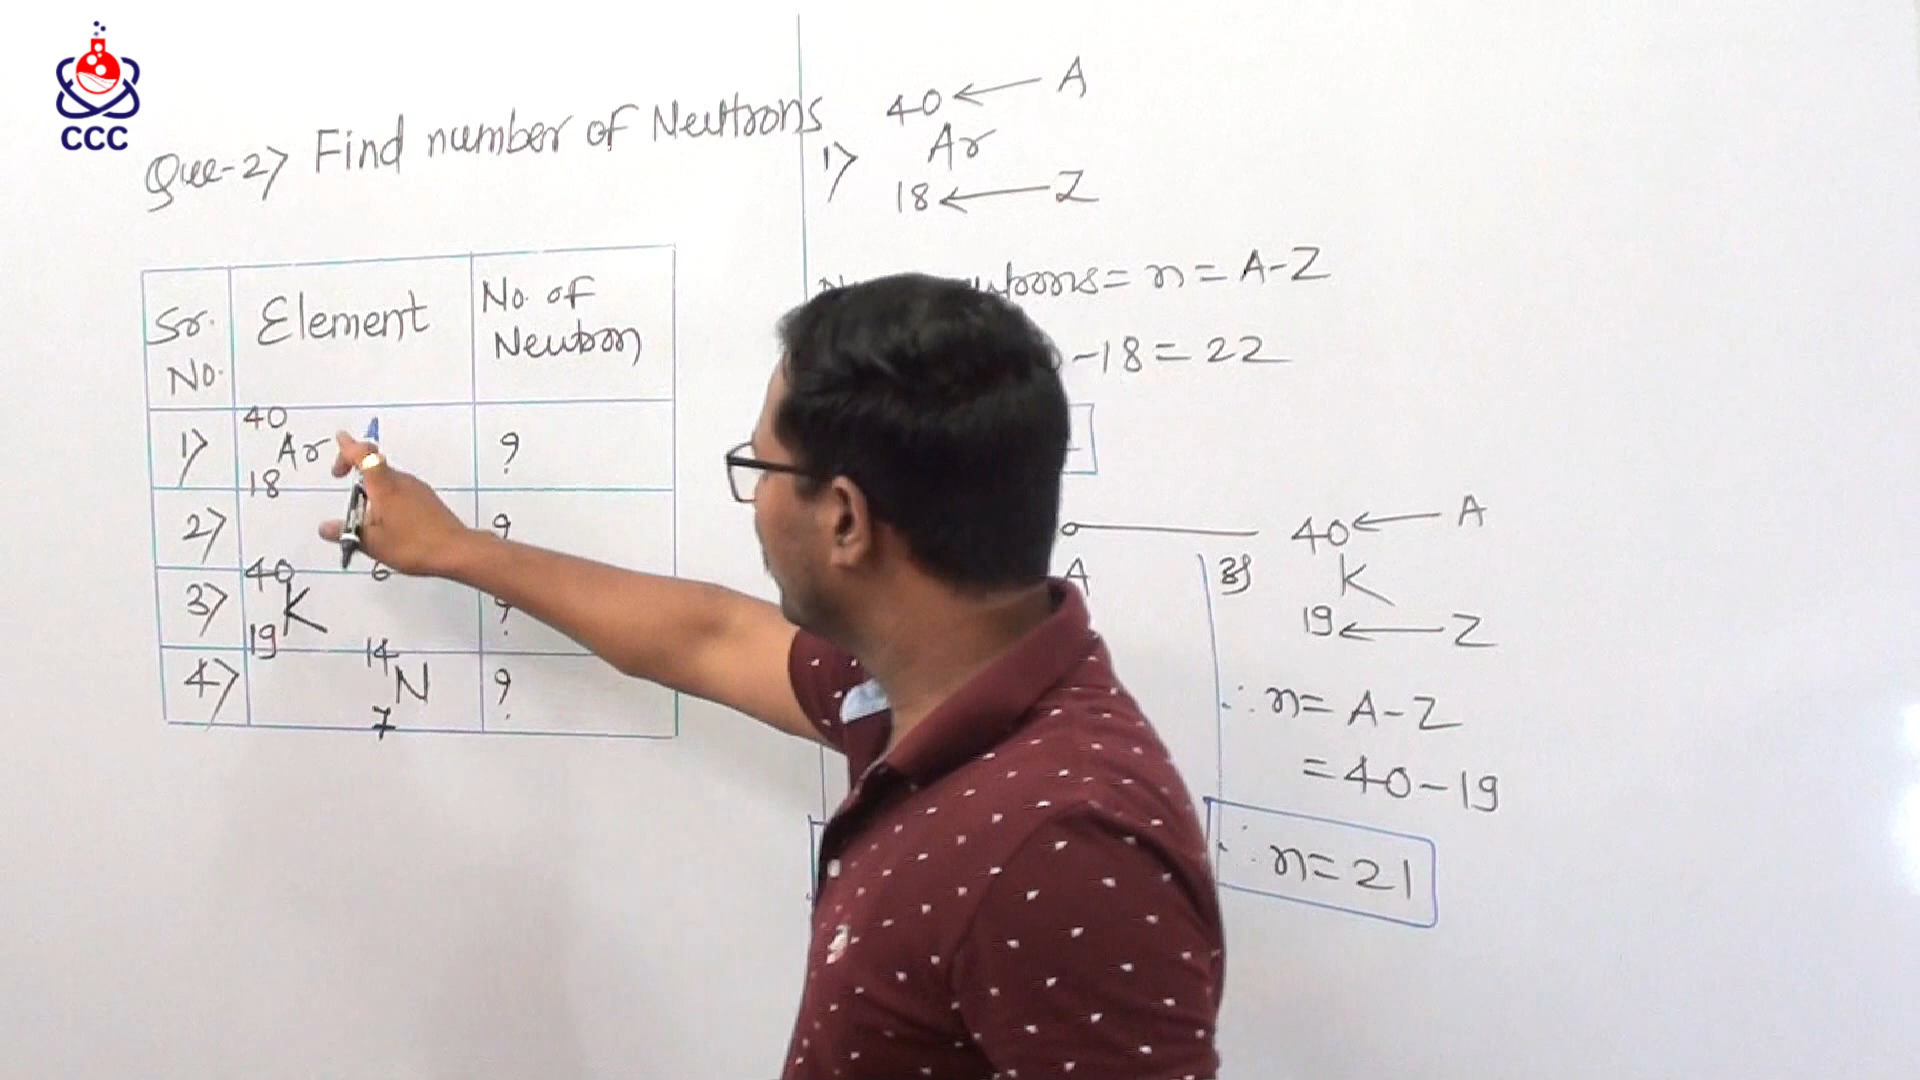 CCC
Que-2) Find number of Neutrons
Sr. No. Element No. of Neutron
1) 40 Ar 18 ?
2) 6 ?
3) 40 K 19 ?
4) 14 N 7 ?
1) 40 ← A
Ar
18 ← Z
= n = A-Z
-18 = 22
A
3) 40 ← A
K
19 ← Z
∴ n = A-Z
= 40-19
∴ n = 21